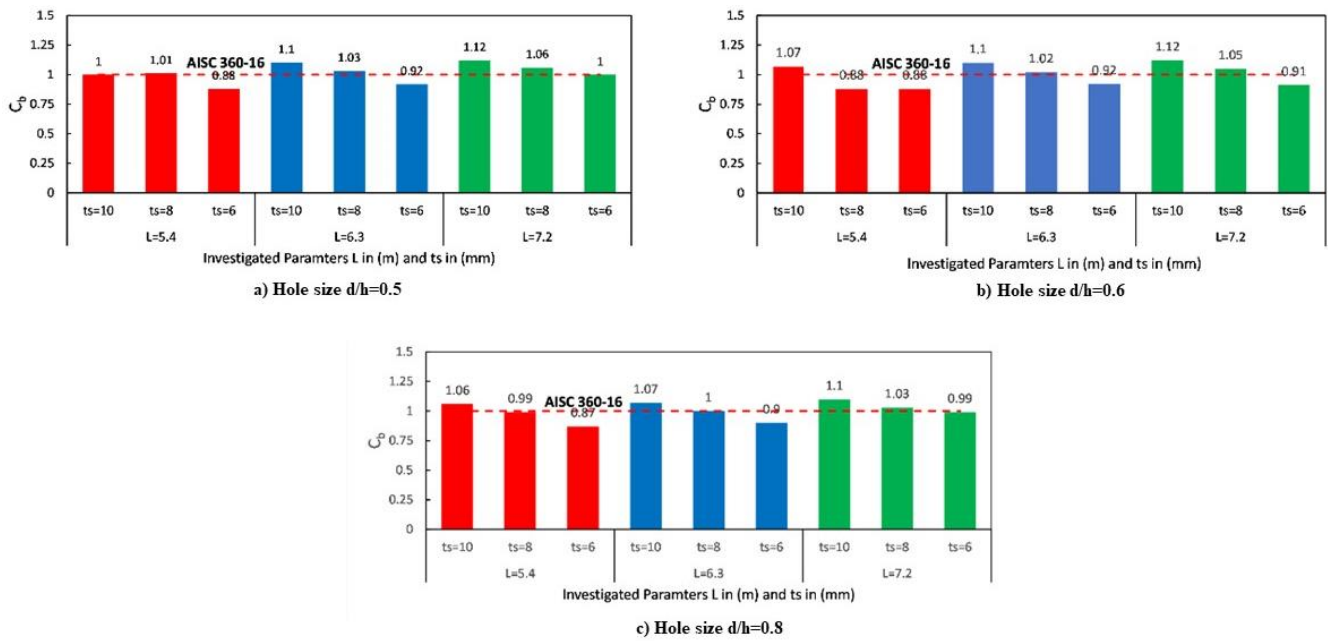 1.5
1.25
1
0.75
0.5
0.25
0
C_b
1 1.01 0.88 1.1 1.03 0.92 1.12 1.06 1
AISC 360-16
ts=10 ts=8 ts=6 ts=10 ts=8 ts=6 ts=10 ts=8 ts=6
L=5.4 L=6.3 L=7.2
Investigated Paramters L in (m) and ts in (mm)
a) Hole size d/h=0.5
1.5
1.25
1
0.75
0.5
0.25
0
C_b
1.07 0.88 0.88 1.1 1.02 0.92 1.12 1.05 0.91
AISC 360-16
ts=10 ts=8 ts=6 ts=10 ts=8 ts=6 ts=10 ts=8 ts=6
L=5.4 L=6.3 L=7.2
Investigated Paramters L in (m) and ts in (mm)
b) Hole size d/h=0.6
1.5
1.25
1
0.75
0.5
0.25
0
C_b
1.06 0.99 0.87 1.07 1 0.9 1.1 1.03 0.99
AISC 360-16
ts=10 ts=8 ts=6 ts=10 ts=8 ts=6 ts=10 ts=8 ts=6
L=5.4 L=6.3 L=7.2
Investigated Paramters L in (m) and ts in (mm)
c) Hole size d/h=0.8